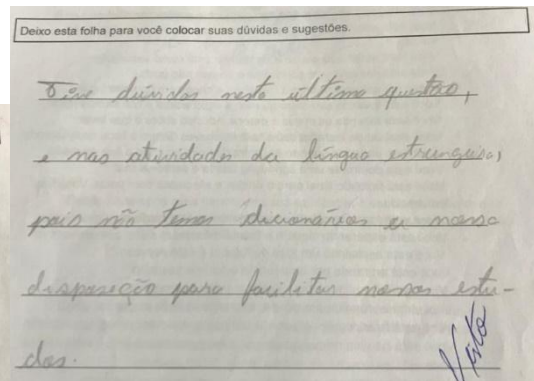 Deixo esta folha para você colocar suas dúvidas e sugestões.
Tive dúvidas nesta última questão,
e nas atividades da língua estrangeira,
pois não temos dicionários a nossa
disposição para facilitar nossos estu-
dos.
Visto